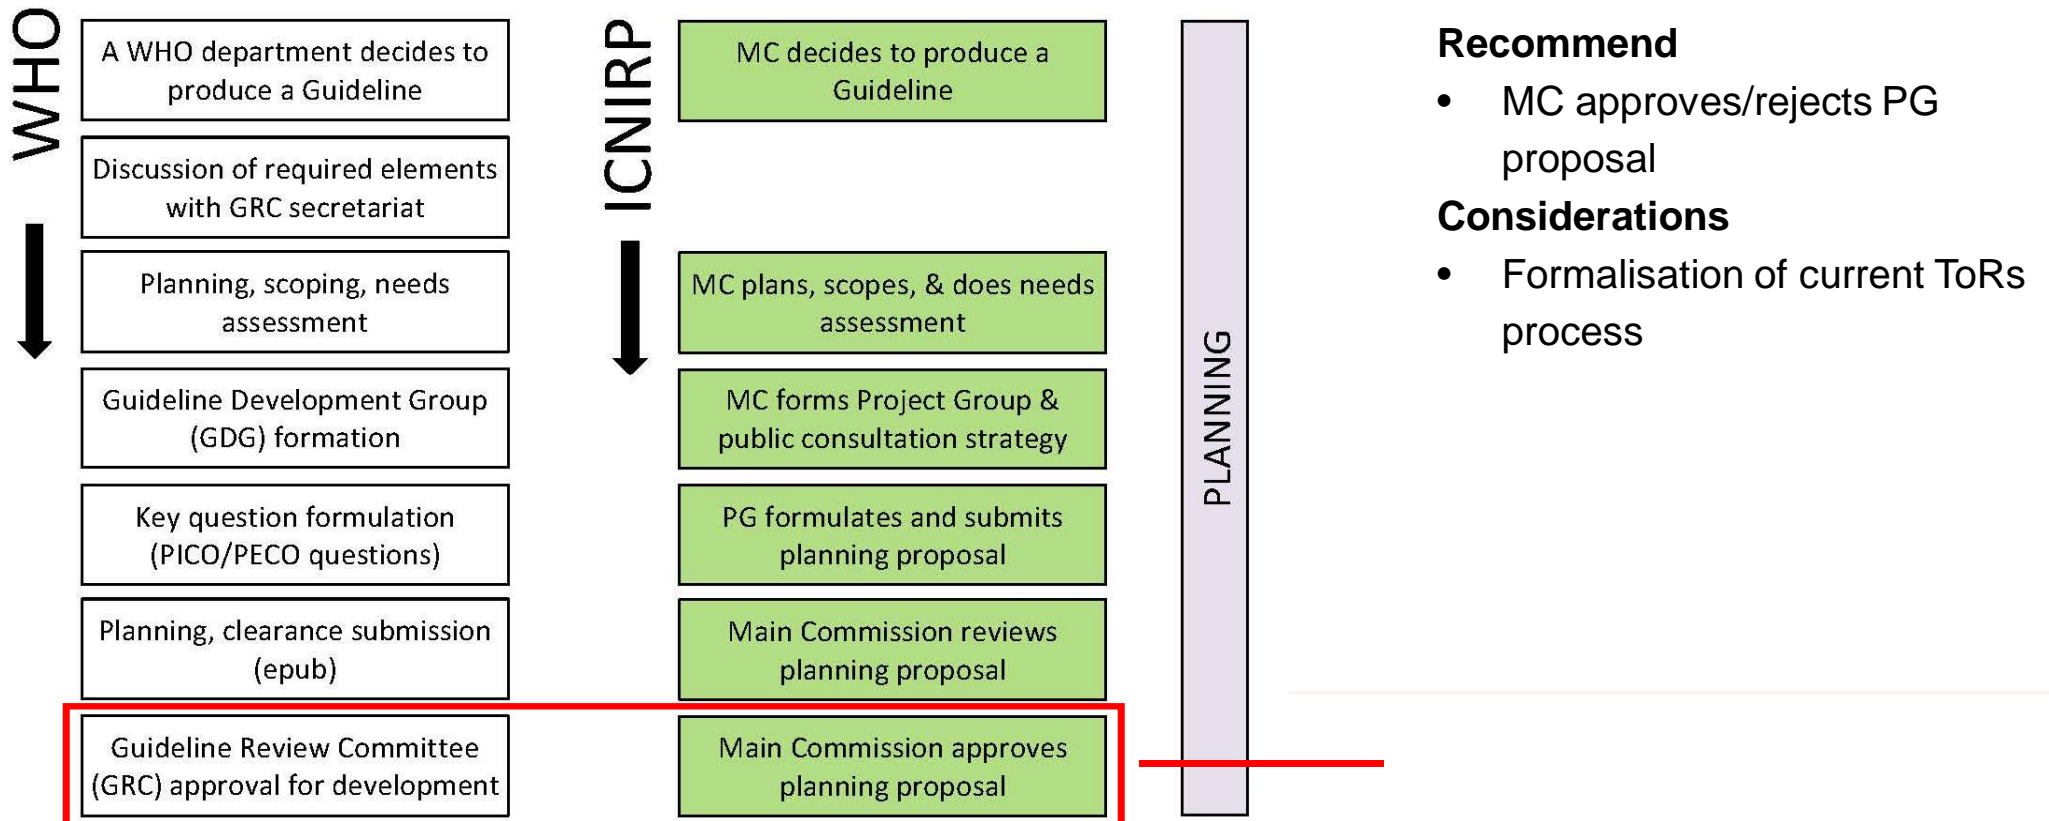 WHO
A WHO department decides to
produce a Guideline
Discussion of required elements
with GRC secretariat
Planning, scoping, needs
assessment
Guideline Development Group
(GDG) formation
Key question formulation
(PICO/PECO questions)
Planning, clearance submission
(epub)
Guideline Review Committee
(GRC) approval for development
ICNIRP
MC decides to produce a
Guideline
MC plans, scopes, & does needs
assessment
MC forms Project Group &
public consultation strategy
PG formulates and submits
planning proposal
Main Commission reviews
planning proposal
Main Commission approves
planning proposal
PLANNING
Recommend
• MC approves/rejects PG
proposal
Considerations
• Formalisation of current ToRs
process